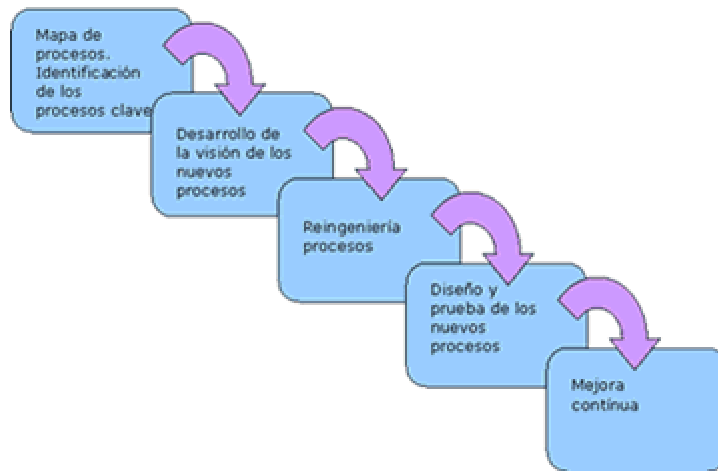 Mapa de
procesos.
Identificación
de los
procesos clave
Desarrollo de
la visión de los
nuevos
procesos
Reingeniería
procesos
Diseño y
prueba de los
nuevos
procesos
Mejora
contínua